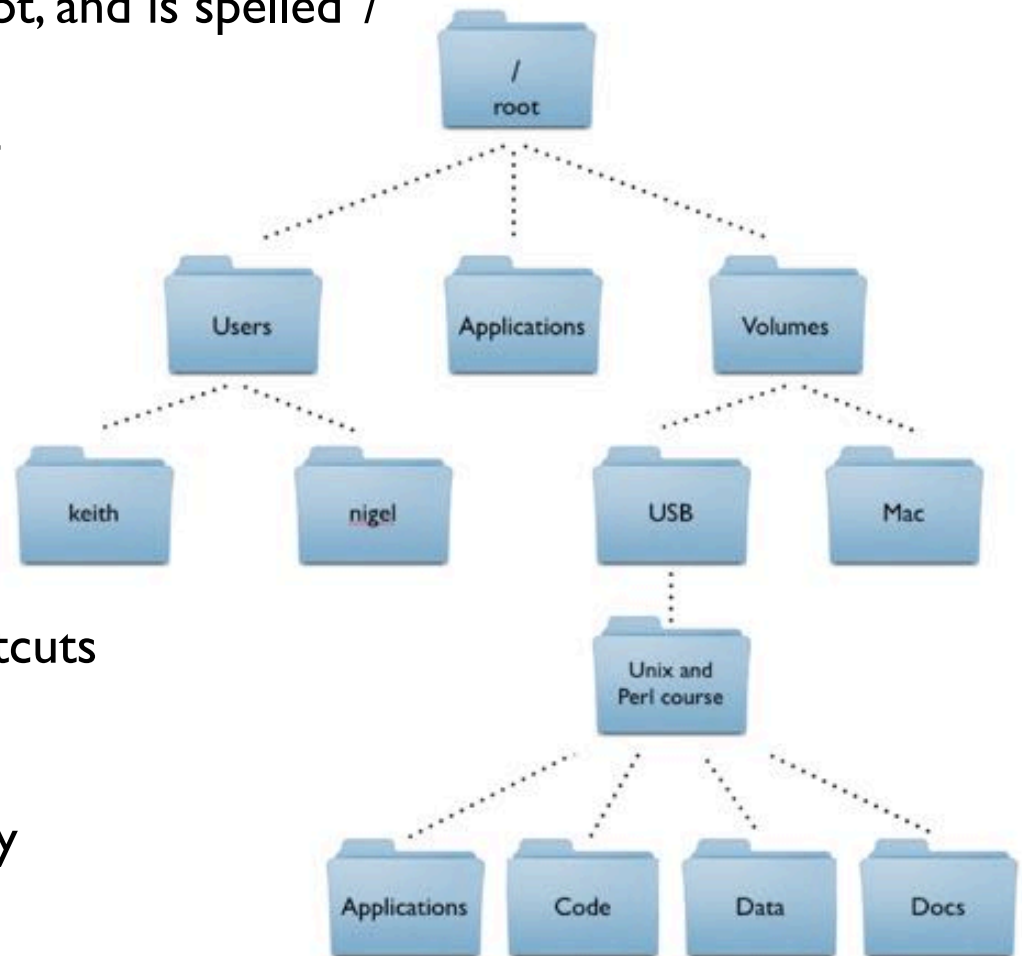 ot, and is spelled /
/
root
Users
Applications
Volumes
keith
nigel
USB
Mac
tcuts
Unix and
Perl course
y
Applications
Code
Data
Docs